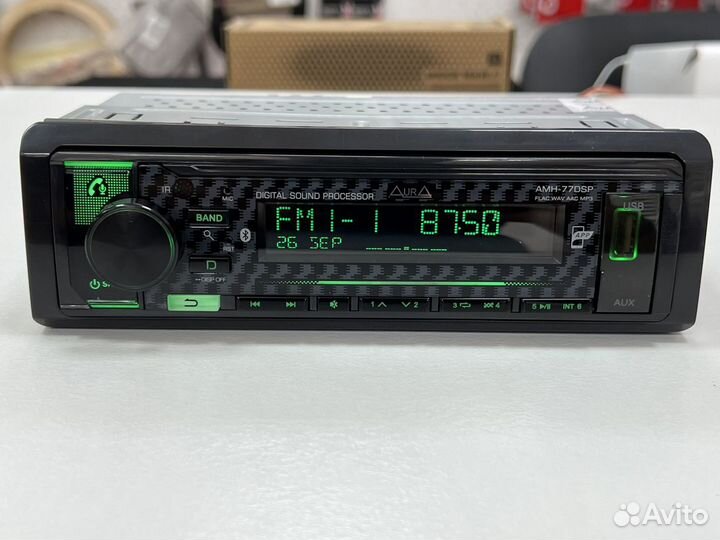 IR
MIC
DIGITAL SOUND PROCESSOR
AURA
AMH-77DSP
FLAC WAV AAC MP3
USB
BAND
FM1-1 8750
26 SEP
APP
RST
D
DISP OFF
AUX
1 2 3 4 5 INT 6
Avito